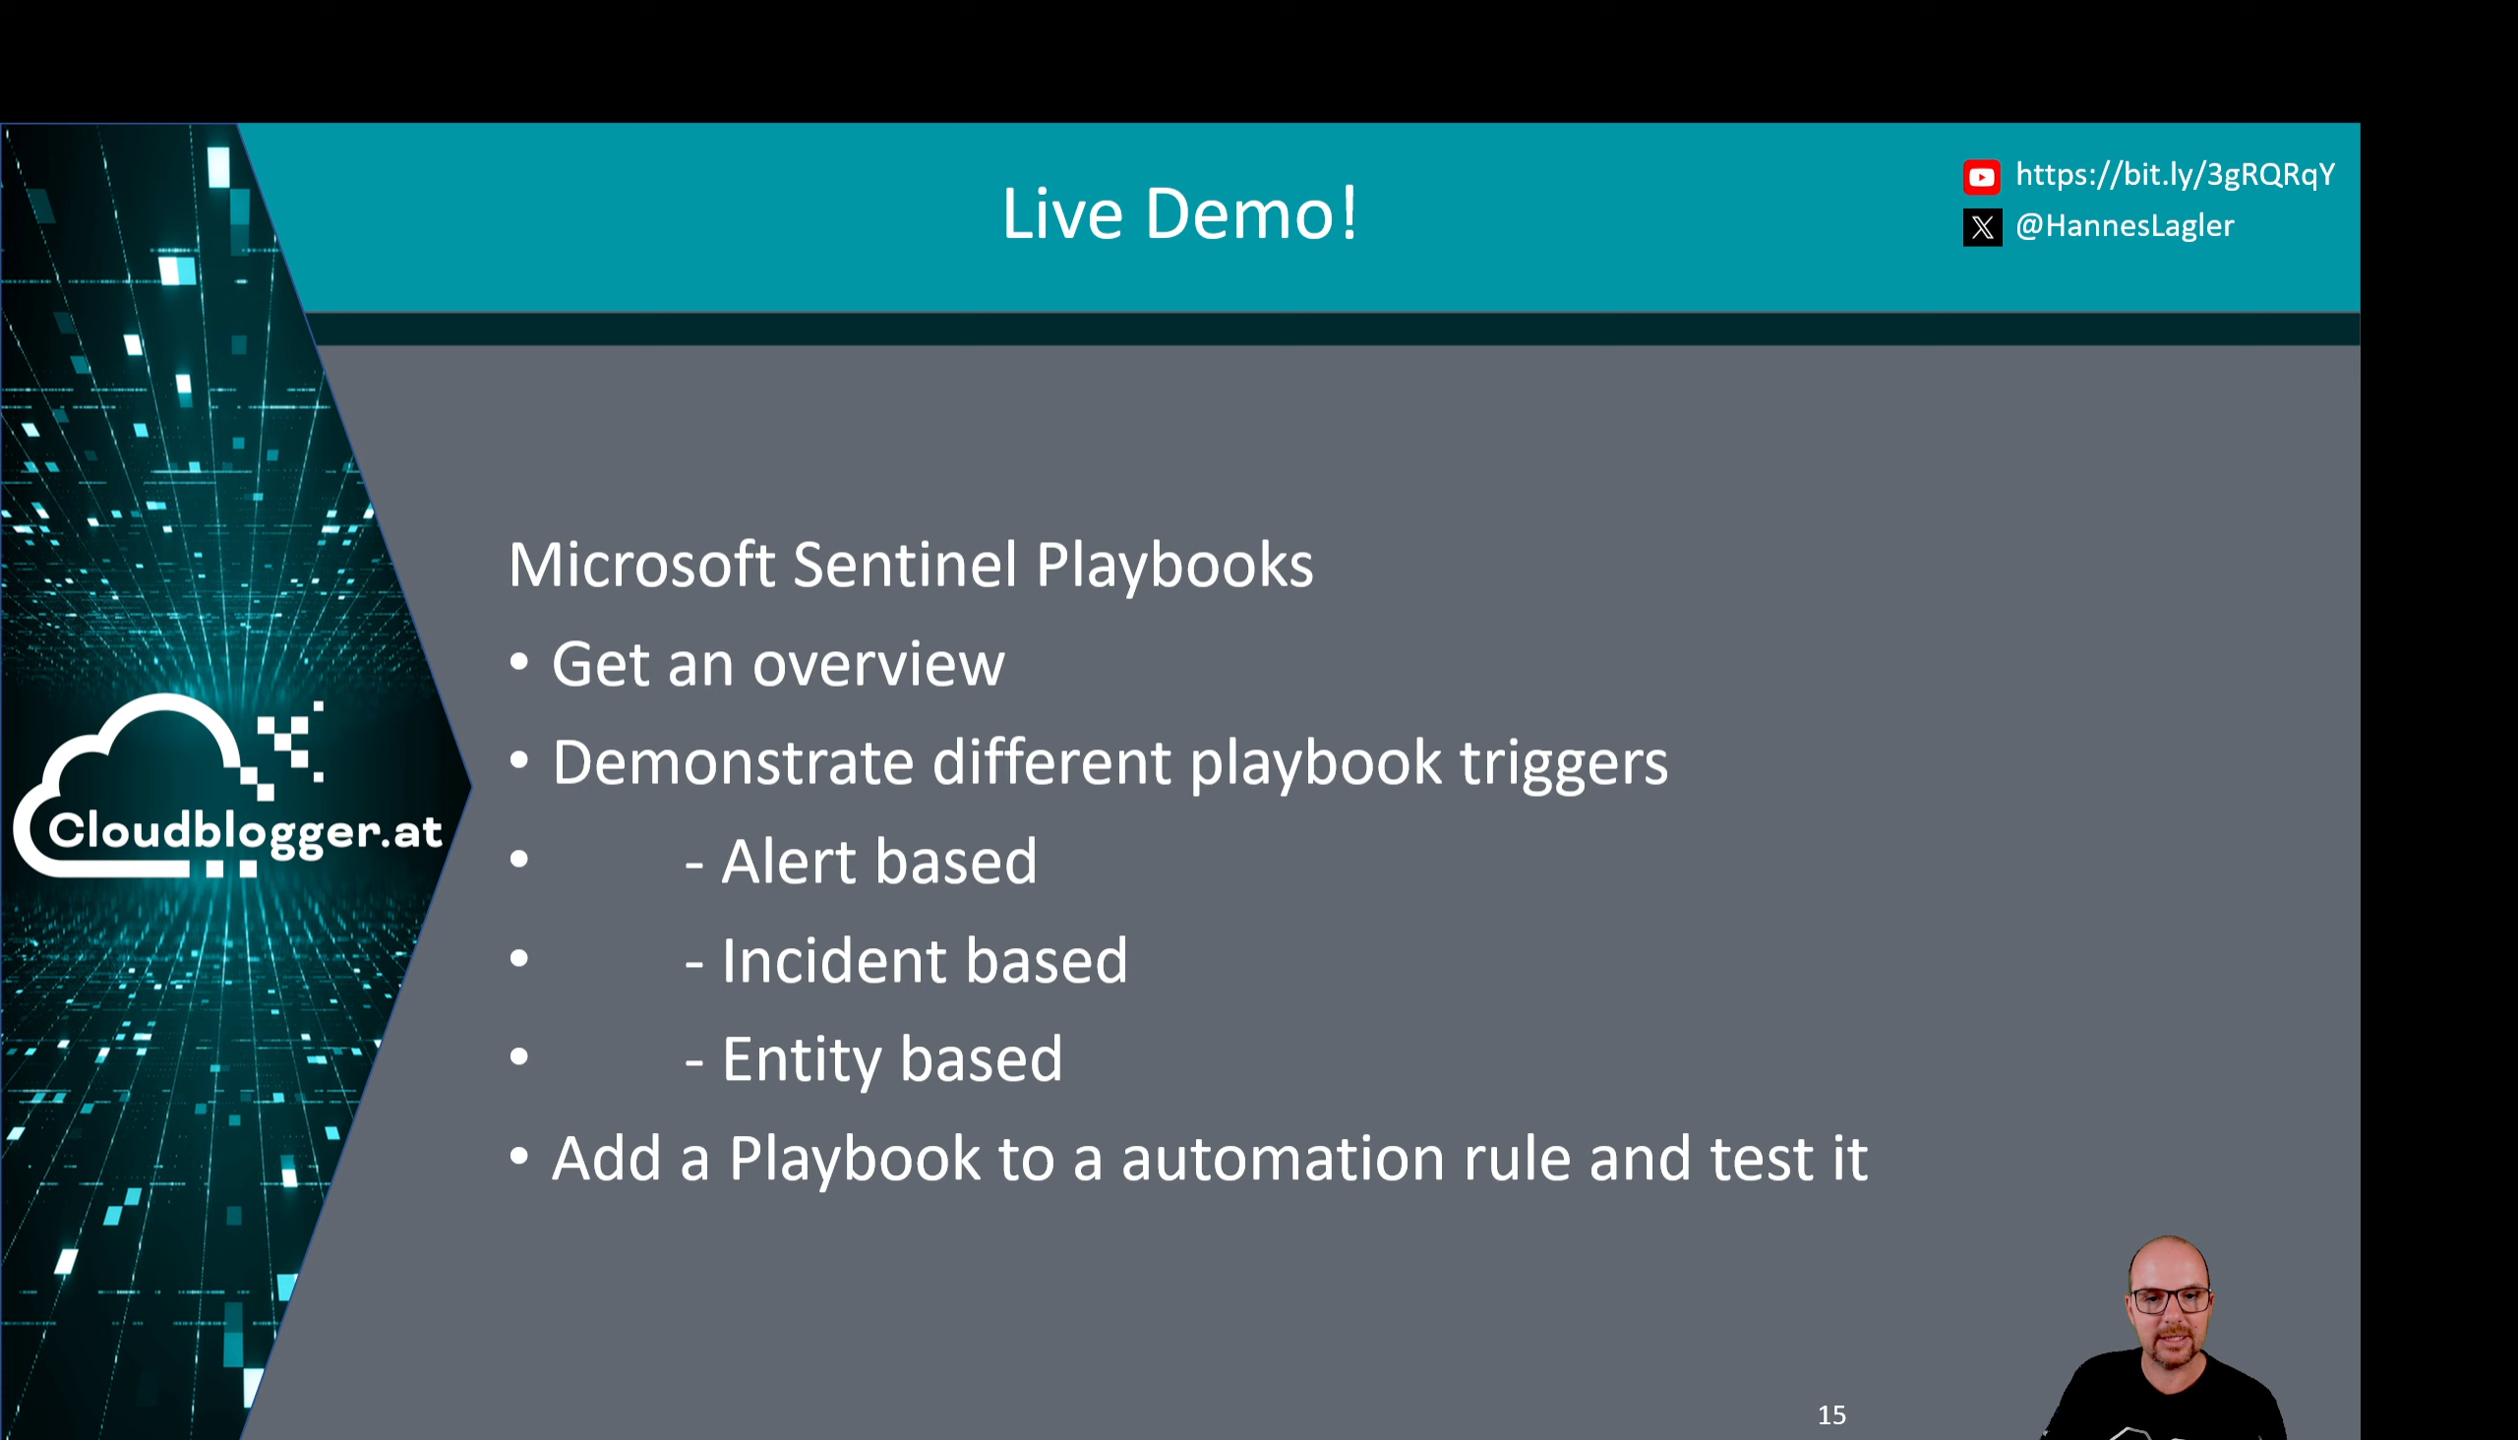 Live Demo!
https://bit.ly/3gRQRqY
@HannesLagler
Microsoft Sentinel Playbooks
• Get an overview
• Demonstrate different playbook triggers
• - Alert based
• - Incident based
• - Entity based
• Add a Playbook to a automation rule and test it
Cloudblogger.at
15